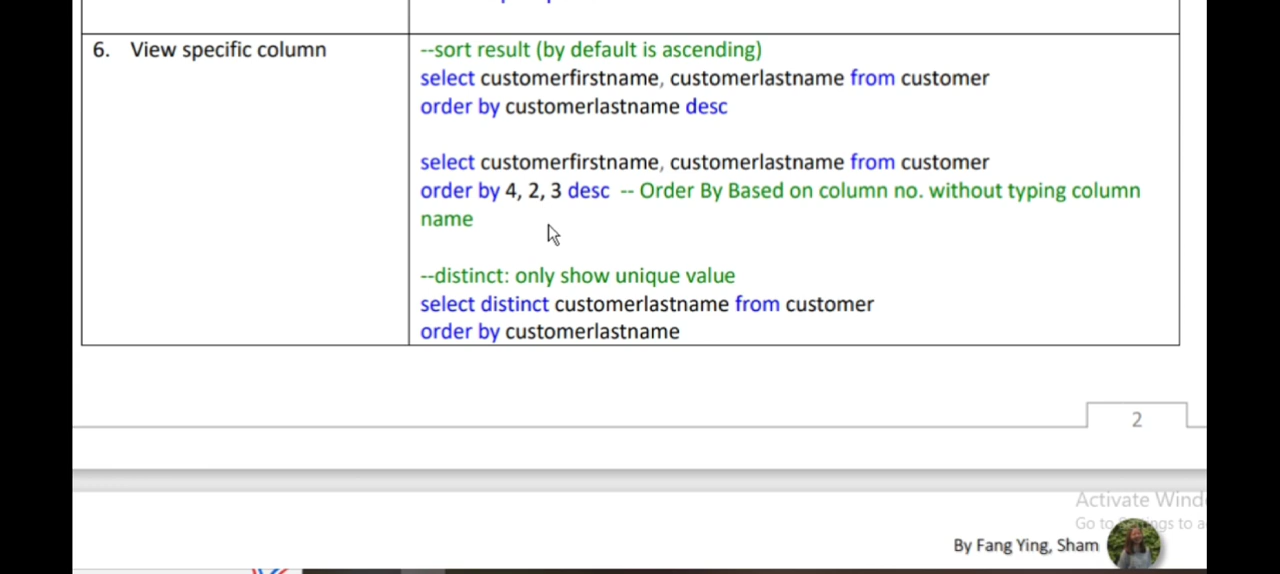 6. View specific column
--sort result (by default is ascending)
select customerfirstname, customerlastname from customer
order by customerlastname desc
select customerfirstname, customerlastname from customer
order by 4, 2, 3 desc -- Order By Based on column no. without typing column
name
--distinct: only show unique value
select distinct customerlastname from customer
order by customerlastname
2
Activate
Go to
By Fang Ying, Sham